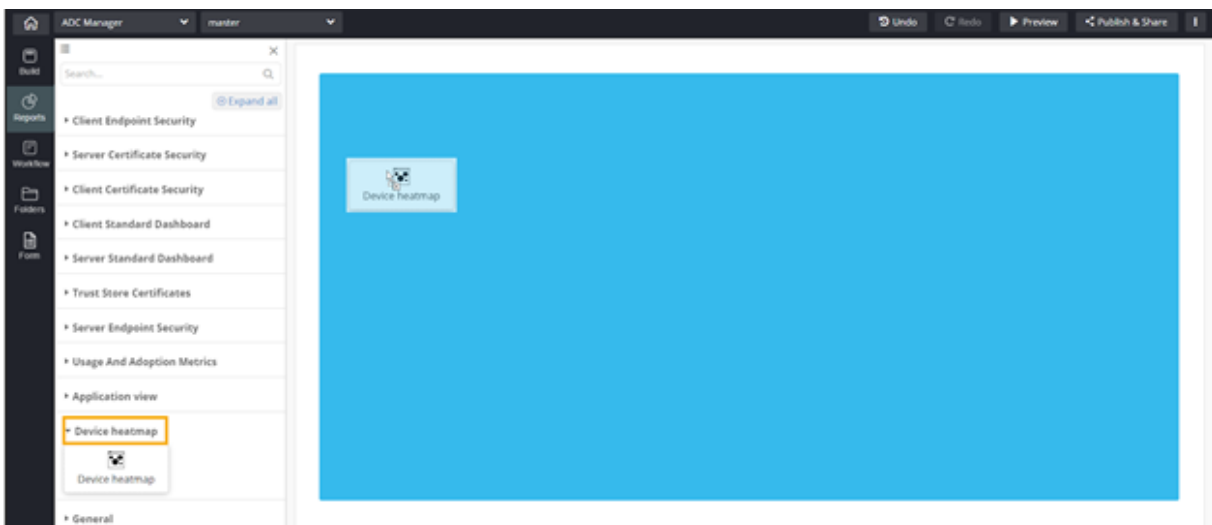 ADC Manager master Undo Redo Preview Publish & Share
Build
Reports
Workflow
Folders
Form
Search...
Expand all
Client Endpoint Security
Server Certificate Security
Client Certificate Security
Client Standard Dashboard
Server Standard Dashboard
Trust Store Certificates
Server Endpoint Security
Usage And Adoption Metrics
Application view
Device heatmap
Device heatmap
General
Device heatmap